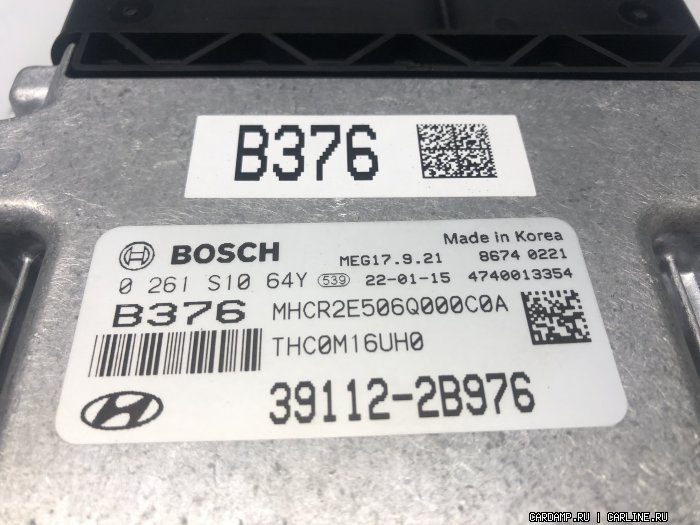 B376
BOSCH
MEG17.9.21
Made in Korea
8674 0221
0 261 S10 64Y 539 22-01-15 4740013354
B376
MHCR2E506Q000C0A
THC0M16UH0
39112-2B976
CARDAMP.RU | CARLINE.RU